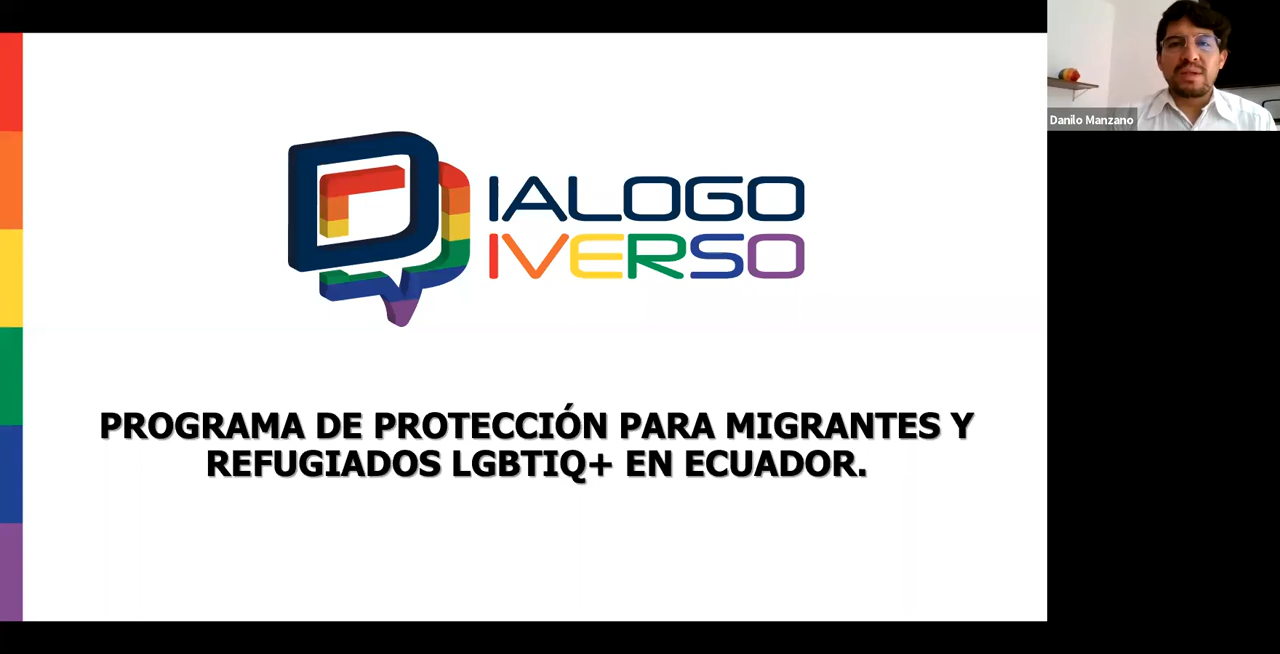 DIALOGO
DIVERSO
PROGRAMA DE PROTECCIÓN PARA MIGRANTES Y
REFUGIADOS LGBTIQ+ EN ECUADOR.
Danilo Manzano